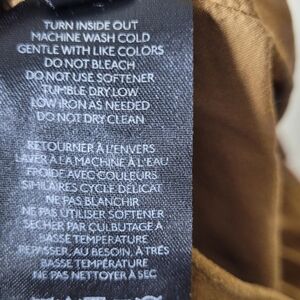 TURN INSIDE OUT
MACHINE WASH COLD
GENTLE WITH LIKE COLORS
DO NOT BLEACH
DO NOT USE SOFTENER
TUMBLE DRY LOW
LOW IRON AS NEEDED
DO NOT DRY CLEAN
RETOURNER À L'ENVERS
LAVER À LA MACHINE À L'EAU
FROIDE AVEC COULEURS
SIMILAIRES CYCLE DÉLICAT
NE PAS BLANCHIR
NE PAS UTILISER SOFTENER
SECHER PAR CULBUTAGE À
BASSE TEMPÉRATURE
REPASSER, AU BESOIN, À TRÈS
BASSE TEMPÉRATURE
NE PAS NETTOYER À SEC